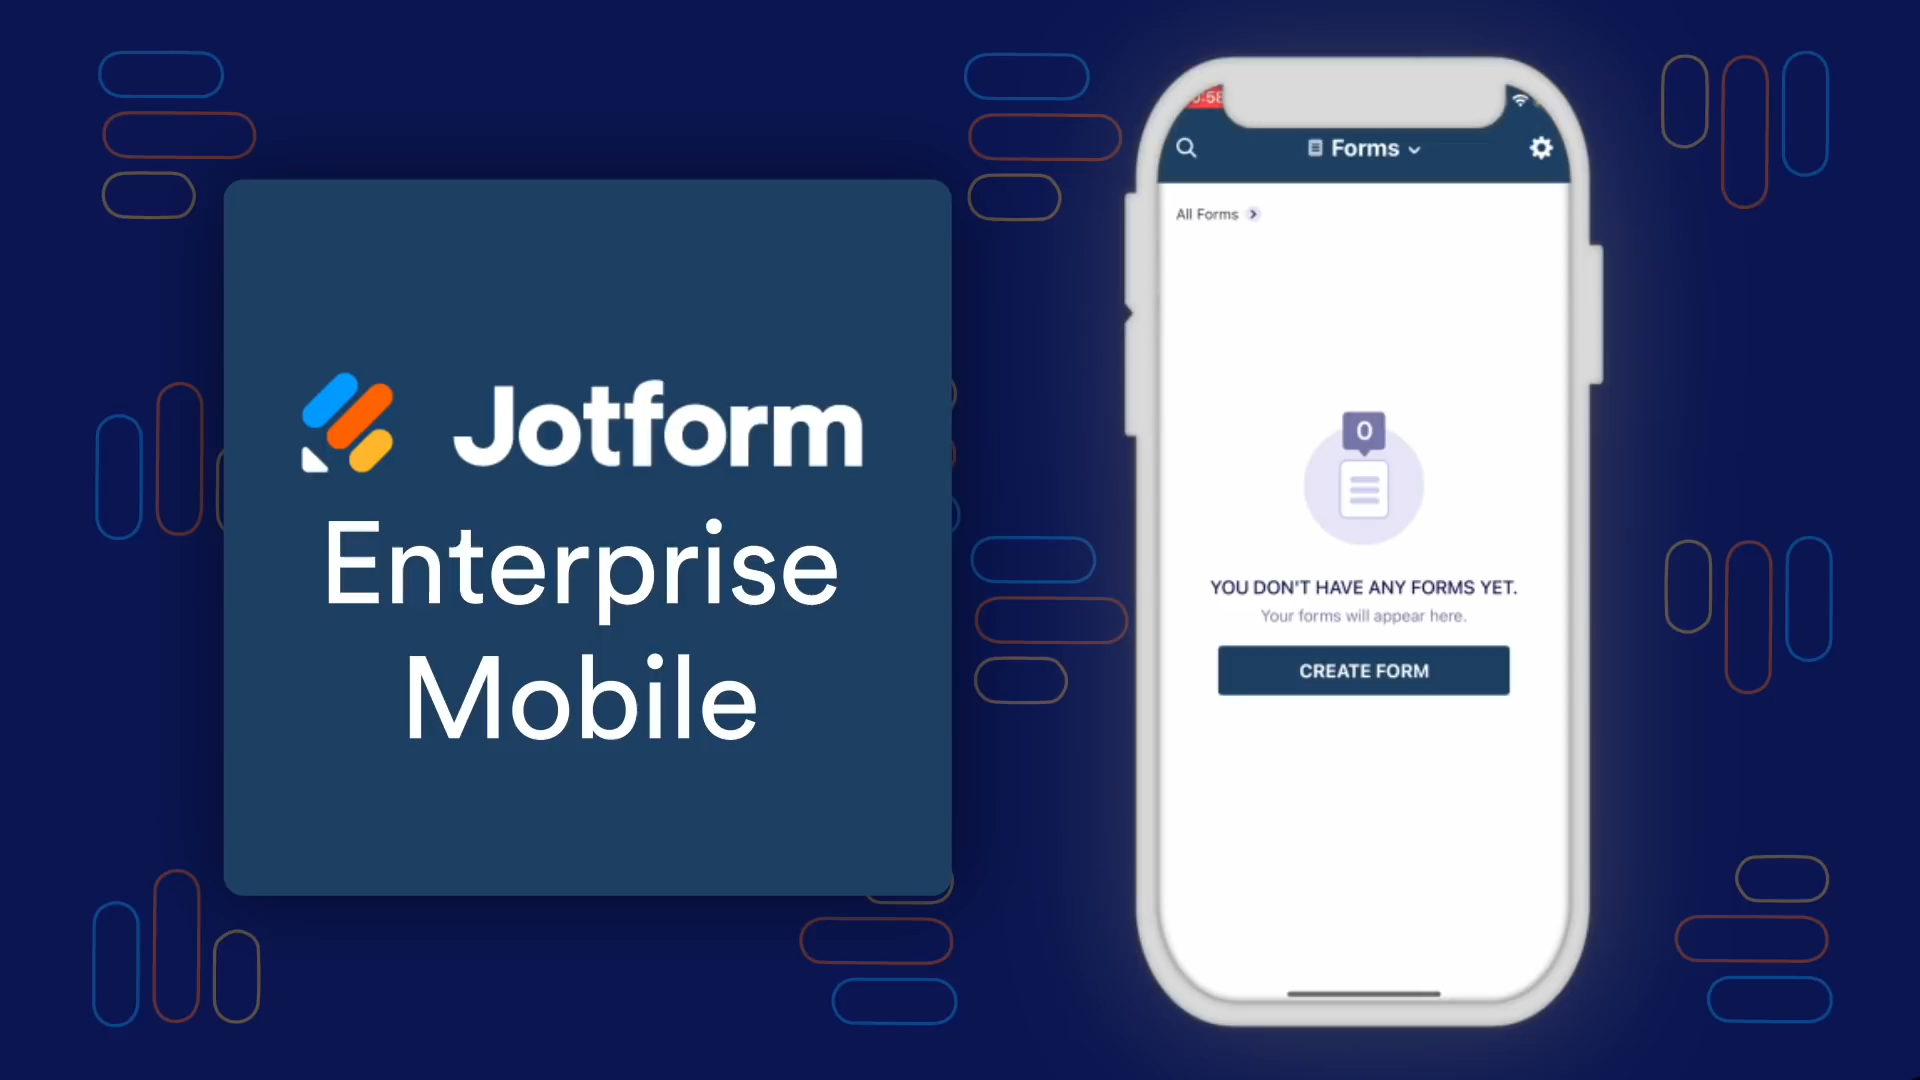 Jotform
Enterprise
Mobile
Forms
All Forms
0
YOU DON'T HAVE ANY FORMS YET.
Your forms will appear here.
CREATE FORM